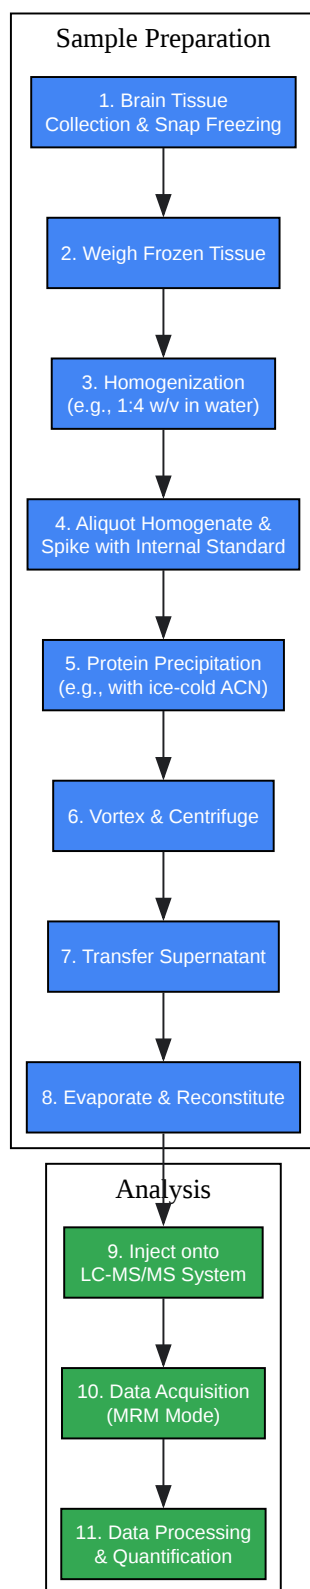 Sample Preparation
1. Brain Tissue
Collection & Snap Freezing
2. Weigh Frozen Tissue
3. Homogenization
(e.g., 1:4 w/v in water)
4. Aliquot Homogenate &
Spike with Internal Standard
5. Protein Precipitation
(e.g., with ice-cold ACN)
6. Vortex & Centrifuge
7. Transfer Supernatant
8. Evaporate & Reconstitute
Analysis
9. Inject onto
LC-MS/MS System
10. Data Acquisition
(MRM Mode)
11. Data Processing
& Quantification